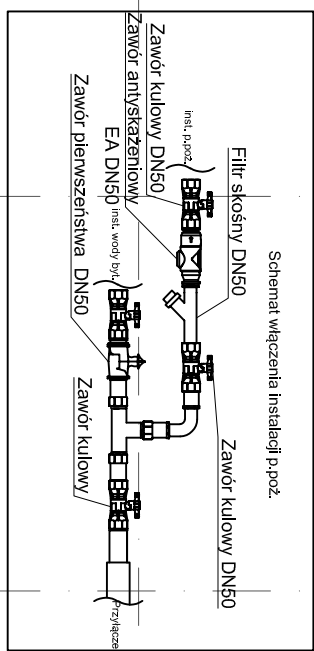 Schemat włączenia instalacji p.poż.
Zawór kulowy DN50
Filtr skośny DN50
inst. p.poż.
Zawór kulowy DN50
Zawór antyskażeniowy
EA DN50
inst. wody byt.
Zawór pierwszeństwa DN50
Zawór kulowy
Przyłącze